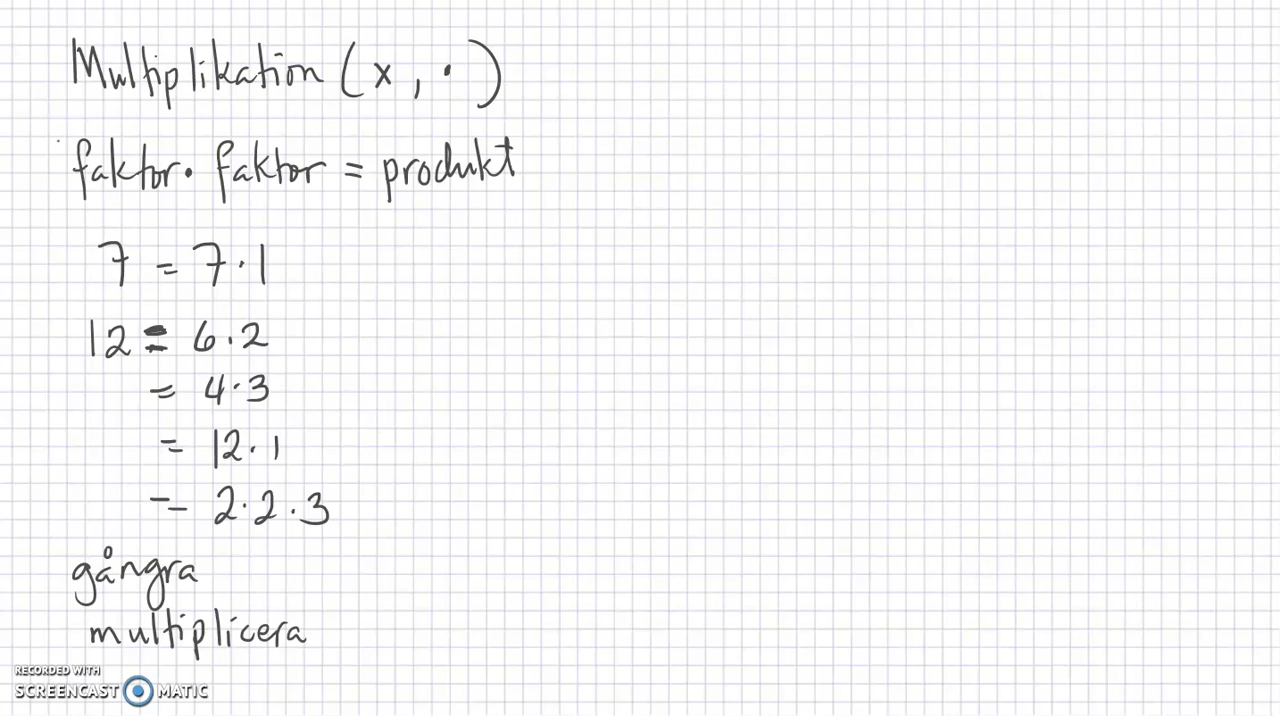 Multiplikation (x, ·)
faktor · faktor = produkt
7 = 7 · 1
12 = 6 · 2
= 4 · 3
= 12 · 1
= 2 · 2 · 3
gångra
multiplicera
RECORDED WITH
SCREENCAST MATIC